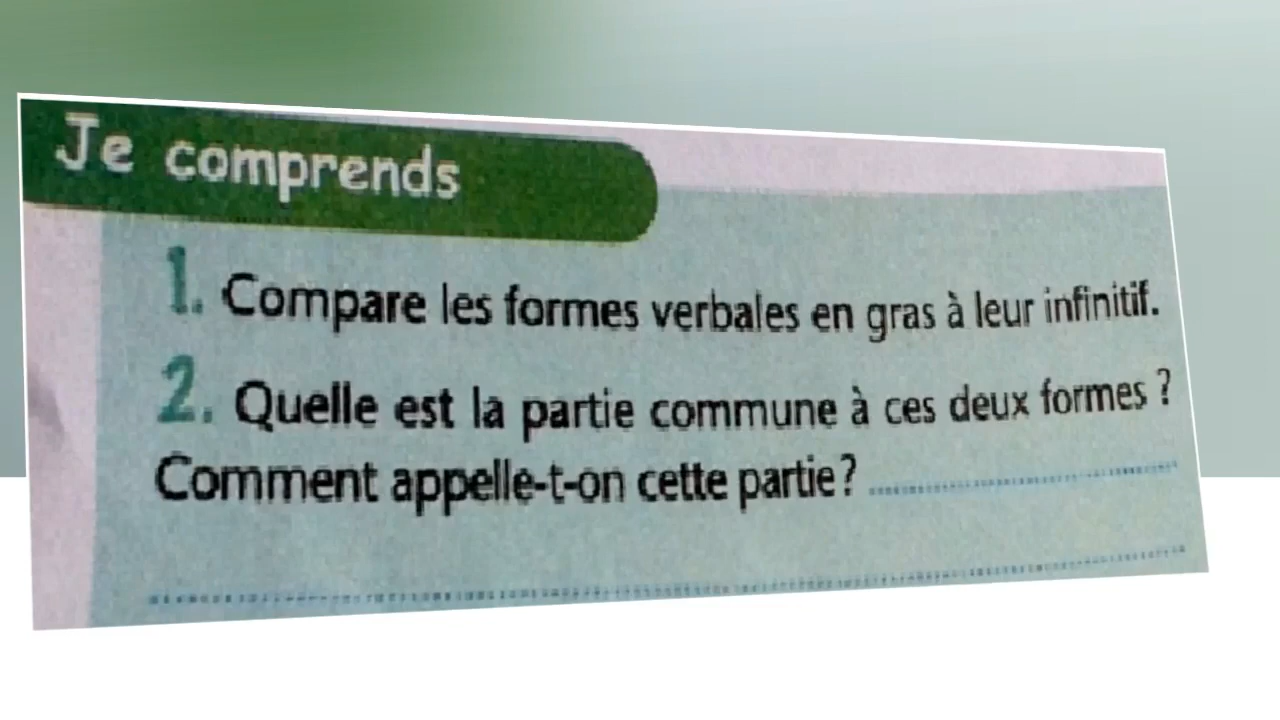 Je comprends
1. Compare les formes verbales en gras à leur infinitif.
2. Quelle est la partie commune à ces deux formes ?
Comment appelle-t-on cette partie ?